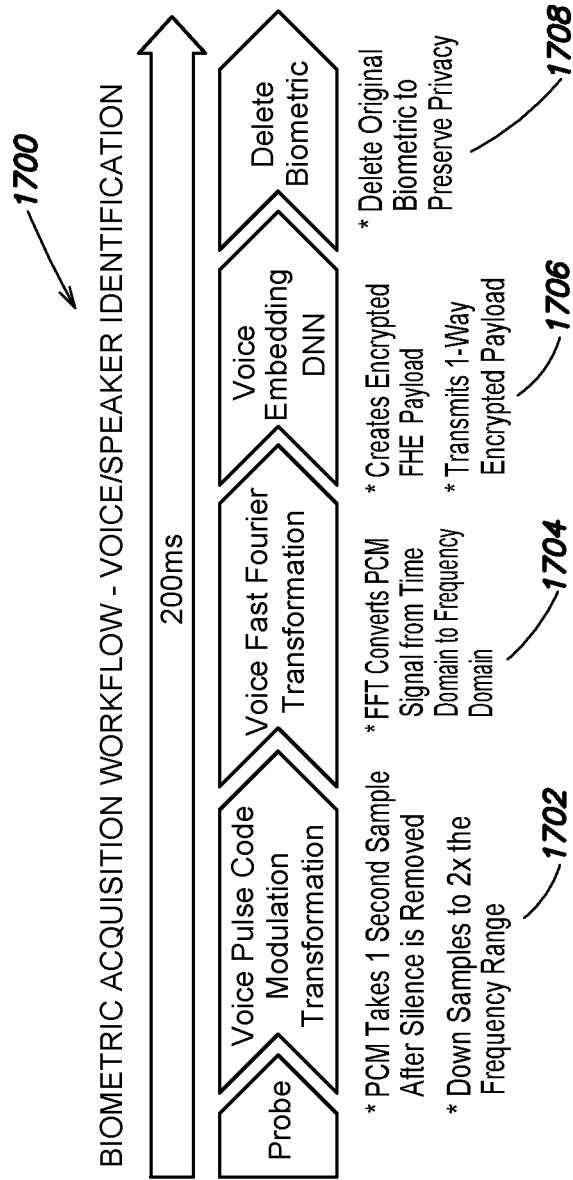 BIOMETRIC ACQUISITION WORKFLOW - VOICE/SPEAKER IDENTIFICATION
1700
200ms
Probe
Voice Pulse Code
Modulation
Transformation
Voice Fast Fourier
Transformation
Voice
Embedding
DNN
Delete
Biometric
* PCM Takes 1 Second Sample
After Silence is Removed
* Down Samples to 2x the
Frequency Range
1702
* FFT Converts PCM
Signal from Time
Domain to Frequency
Domain
1704
* Creates Encrypted
FHE Payload
* Transmits 1-Way
Encrypted Payload
1706
* Delete Original
Biometric to
Preserve Privacy
1708